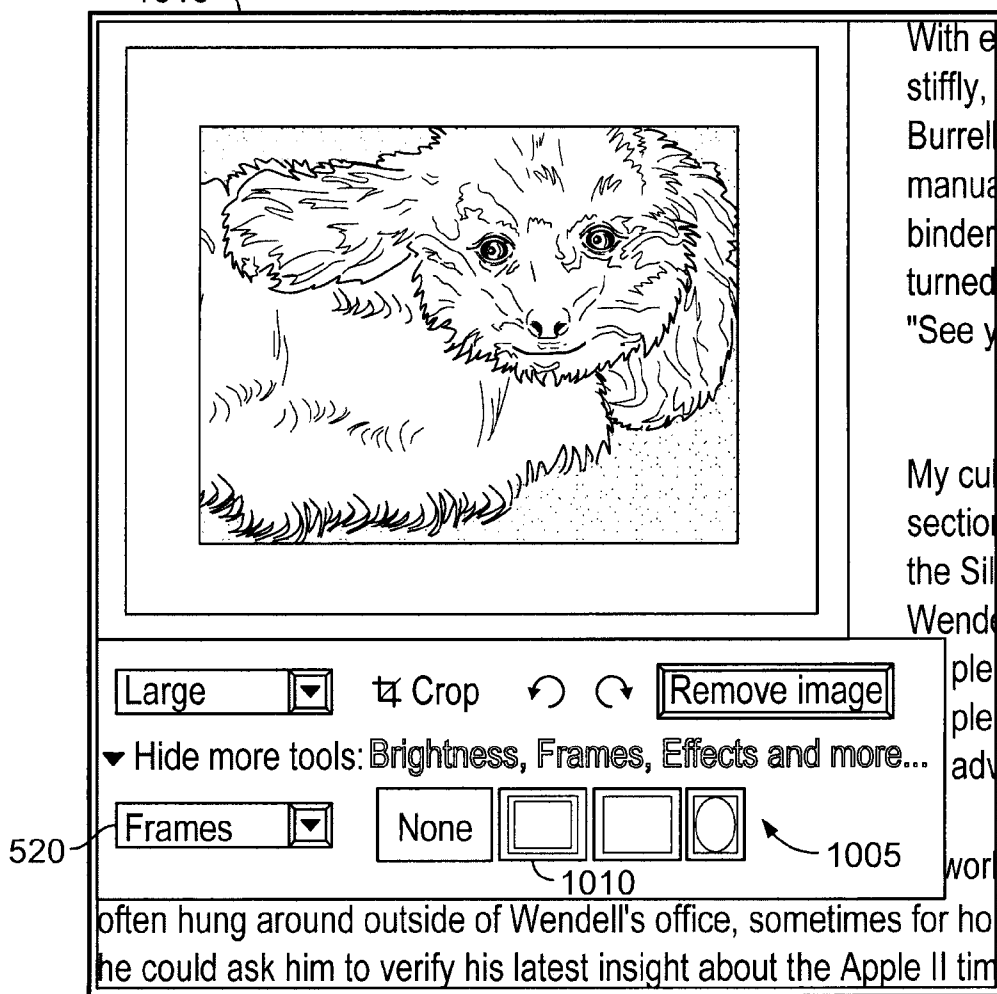 With e
stiffly,
Burrell
manua
binder
turned
"See y
My cu
section
the Sil
Wende
ple
ple
adv
worl
Large Crop Remove image
Hide more tools: Brightness, Frames, Effects and more...
Frames None
520
1010
1005
often hung around outside of Wendell's office, sometimes for ho
he could ask him to verify his latest insight about the Apple II tim